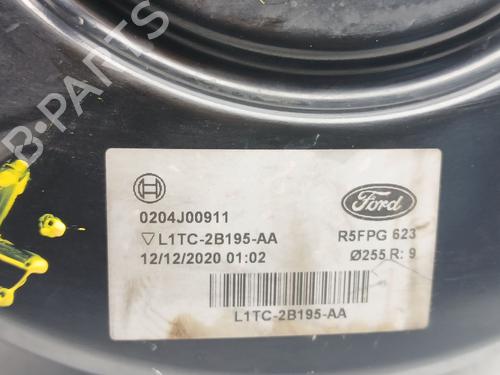 B-PARTS
0204J00911
Ford
▽L1TC-2B195-AA
R5FPG 623
12/12/2020 01:02
Ø255 R: 9
L1TC-2B195-AA